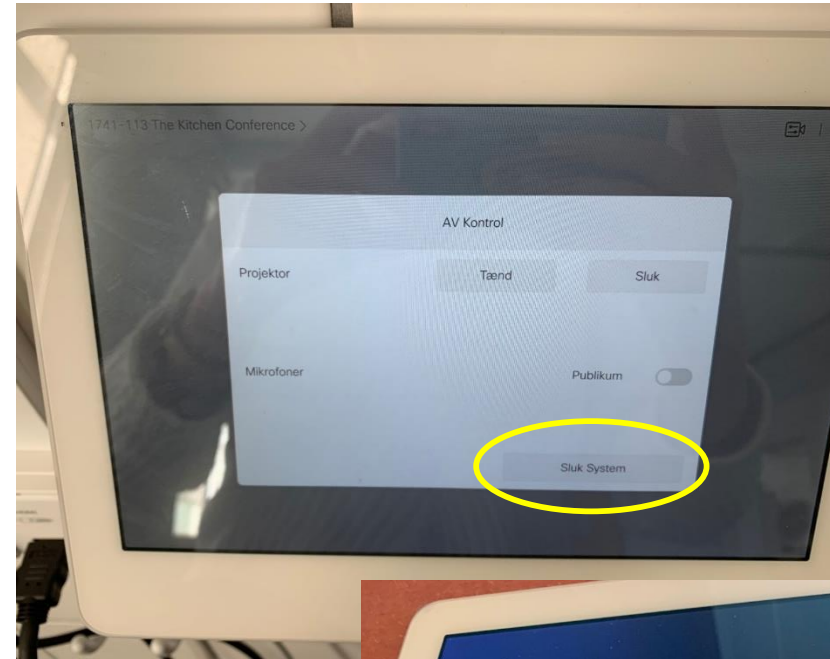 1741-113 The Kitchen Conference >
AV Kontrol
Projektor Tænd Sluk
Mikrofoner Publikum
Sluk System